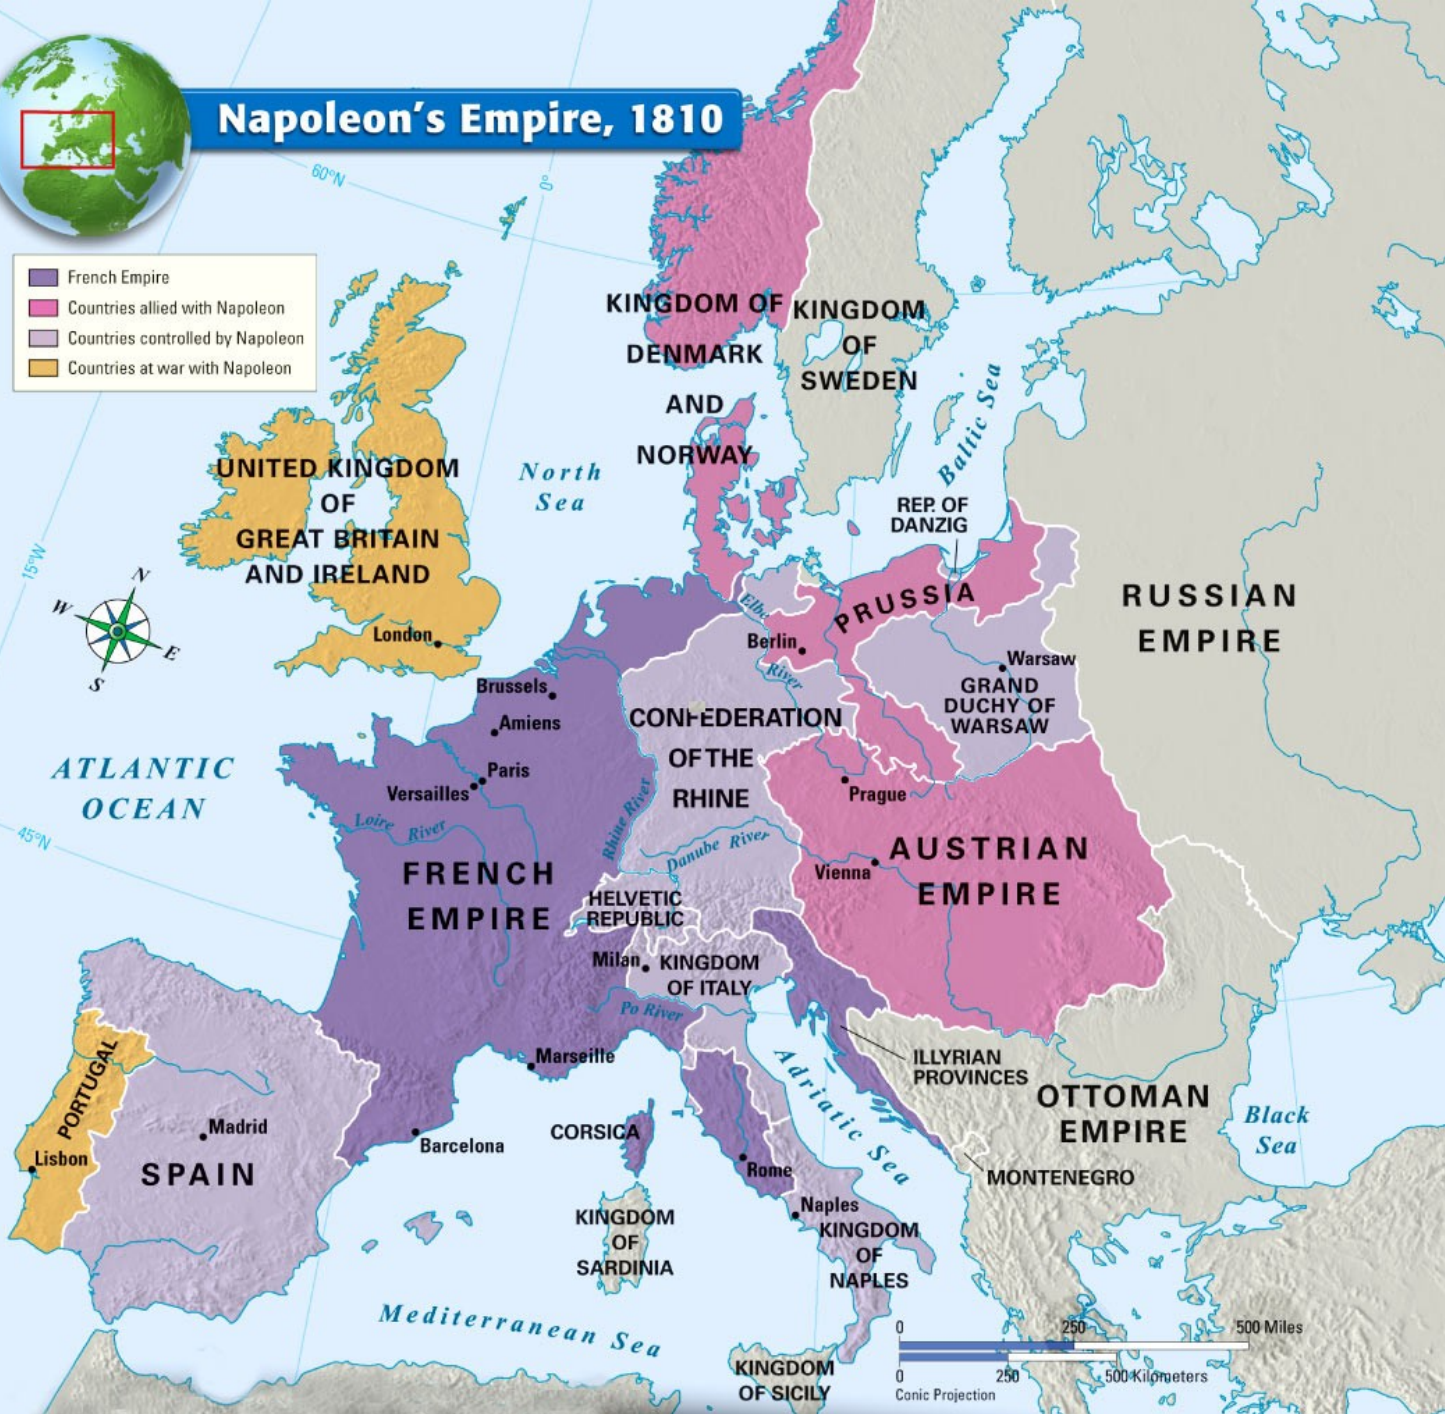 Napoleon's Empire, 1810
60°N
0°
French Empire
Countries allied with Napoleon
Countries controlled by Napoleon
Countries at war with Napoleon
KINGDOM OF
DENMARK
AND
NORWAY
KINGDOM
OF
SWEDEN
Baltic Sea
North
Sea
UNITED KINGDOM
OF
GREAT BRITAIN
AND IRELAND
London
15°W
N
W
E
S
REP. OF
DANZIG
PRUSSIA
Elbe
River
Berlin
RUSSIAN
EMPIRE
Warsaw
GRAND
DUCHY OF
WARSAW
Brussels
Amiens
Paris
Versailles
CONFEDERATION
OF THE
RHINE
Rhine River
Prague
ATLANTIC
OCEAN
45°N
Loire River
Danube River
Vienna
AUSTRIAN
EMPIRE
FRENCH
EMPIRE
HELVETIC
REPUBLIC
Milan
KINGDOM
OF ITALY
Po River
Marseille
ILLYRIAN
PROVINCES
Adriatic Sea
OTTOMAN
EMPIRE
Black
Sea
MONTENEGRO
PORTUGAL
Lisbon
Madrid
SPAIN
Barcelona
CORSICA
Rome
Naples
KINGDOM
OF
NAPLES
KINGDOM
OF
SARDINIA
Mediterranean Sea
KINGDOM
OF SICILY
0 250 500 Miles
0 250 500 Kilometers
Conic Projection